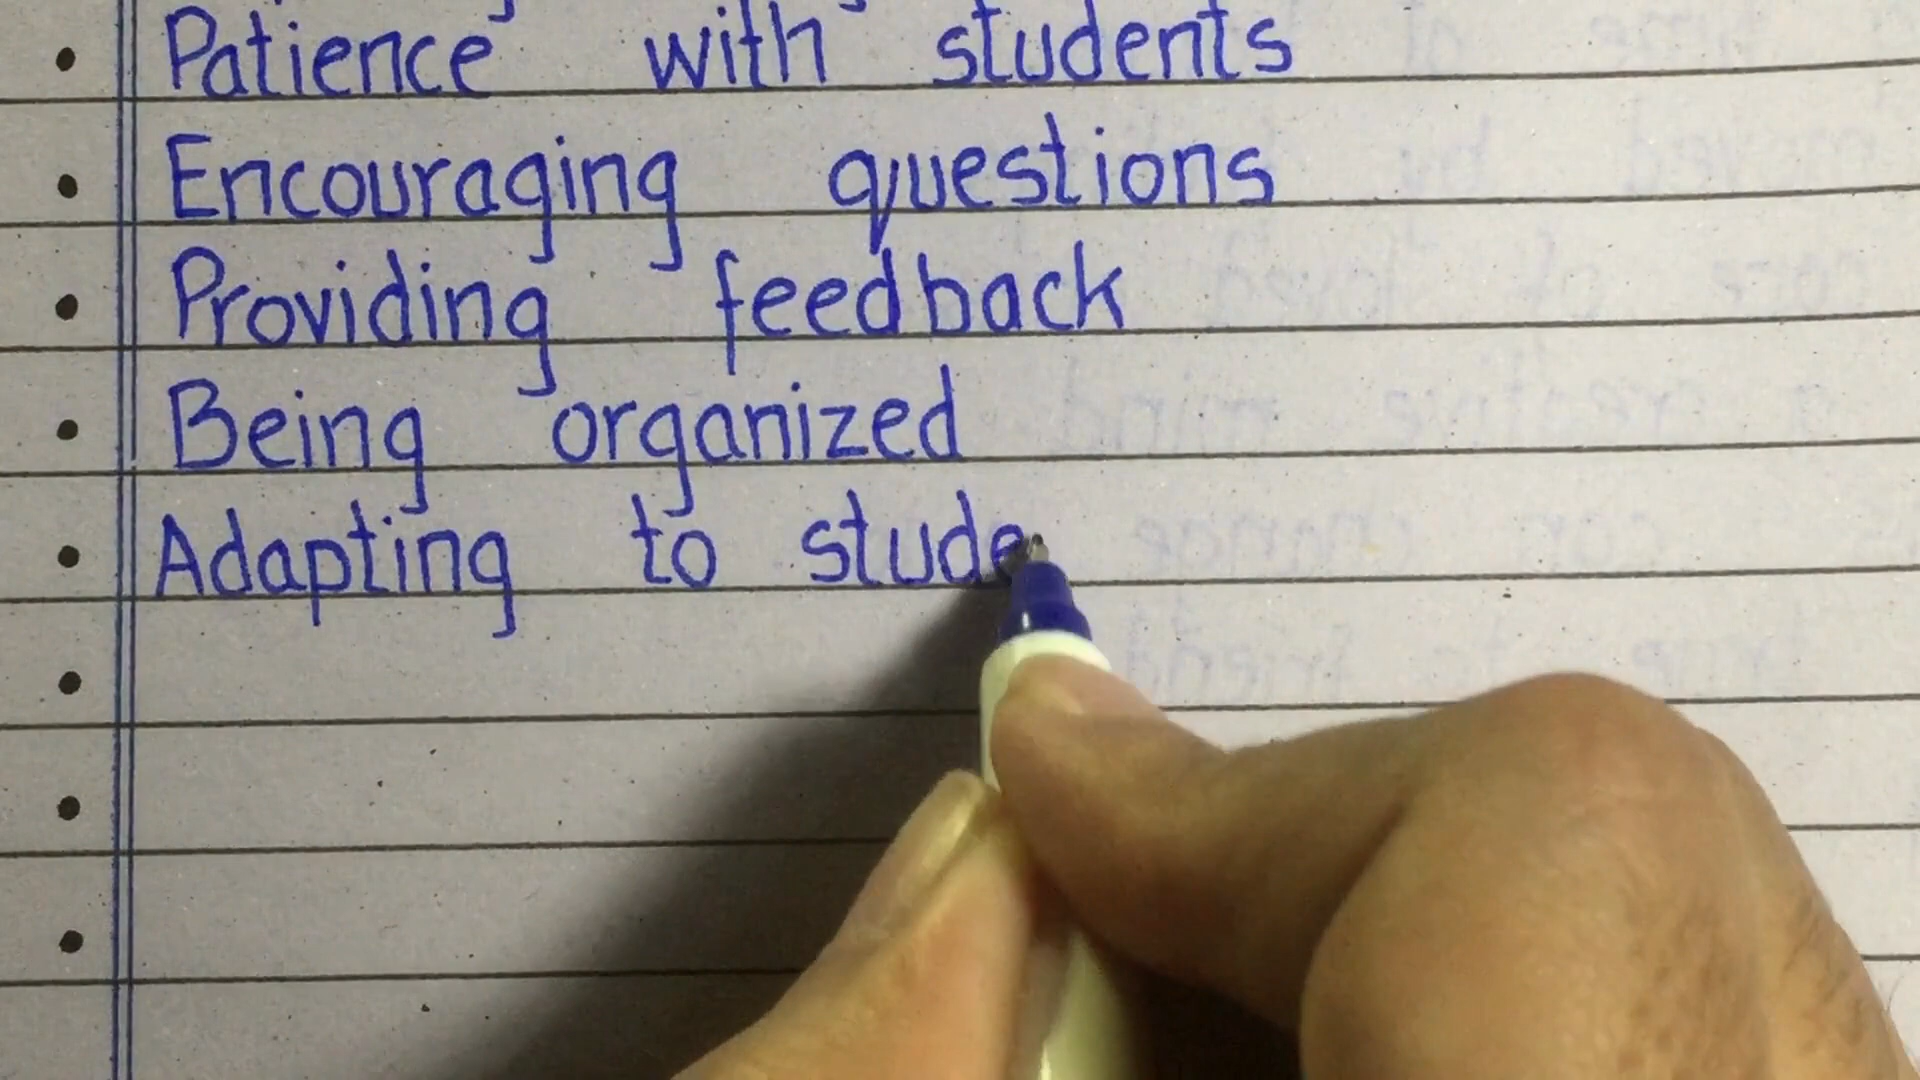 Patience with students
Encouraging questions
Providing feedback
Being organized
Adapting to stude